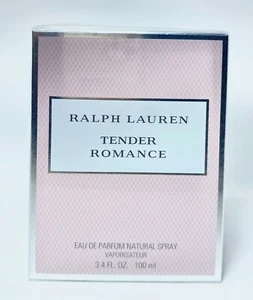 RALPH LAUREN
TENDER
ROMANCE
EAU DE PARFUM NATURAL SPRAY
VAPORISATEUR
3.4 FL. OZ. 100 ml